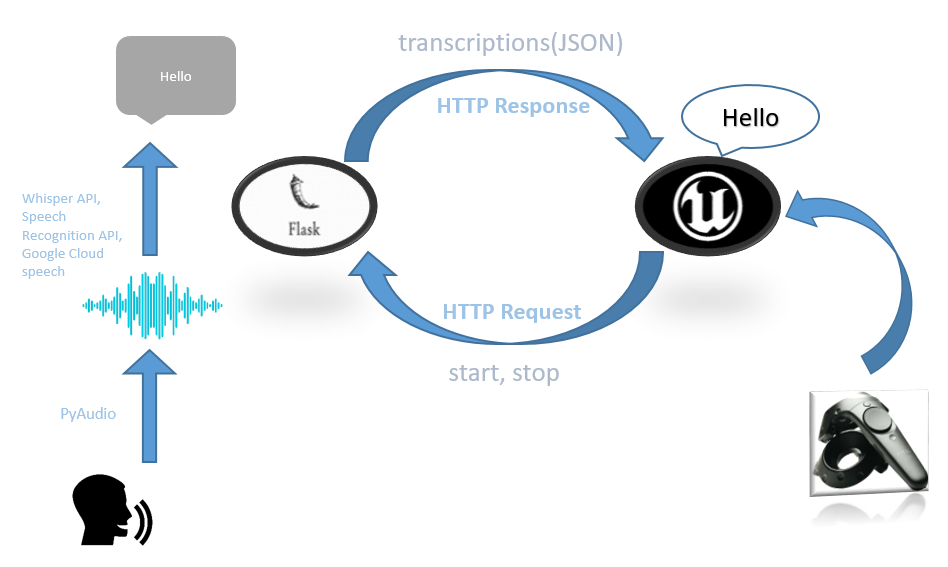 transcriptions(JSON)
Hello
HTTP Response
Hello
Whisper API,
Speech
Recognition API,
Google Cloud
speech
Flask
HTTP Request
start, stop
PyAudio